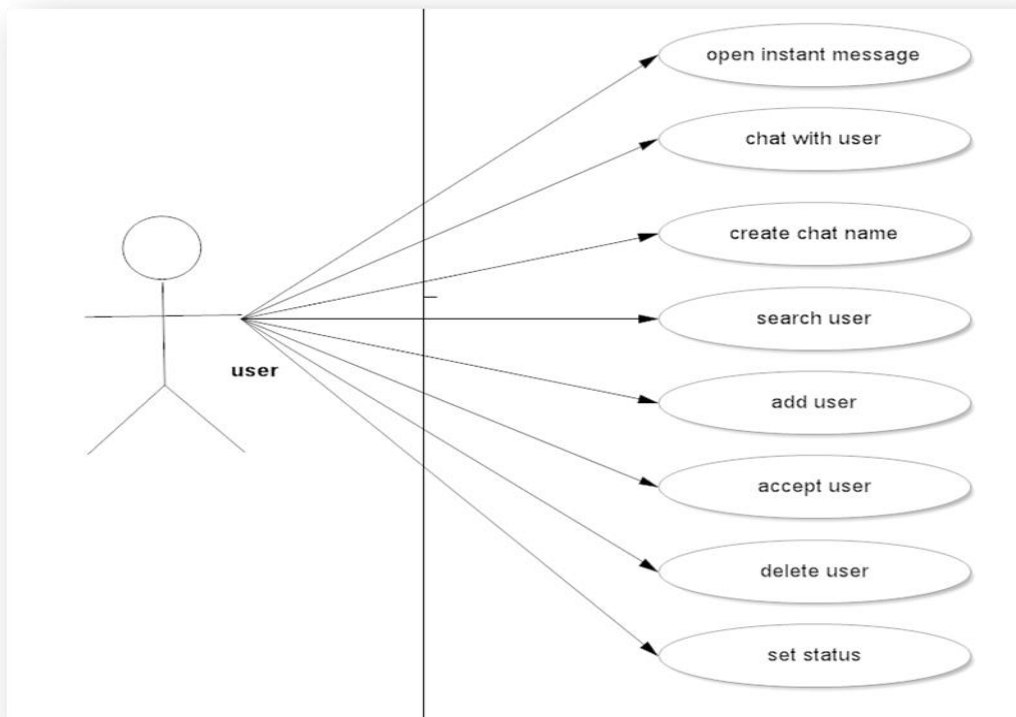 open instant message
chat with user
create chat name
search user
user
add user
accept user
delete user
set status